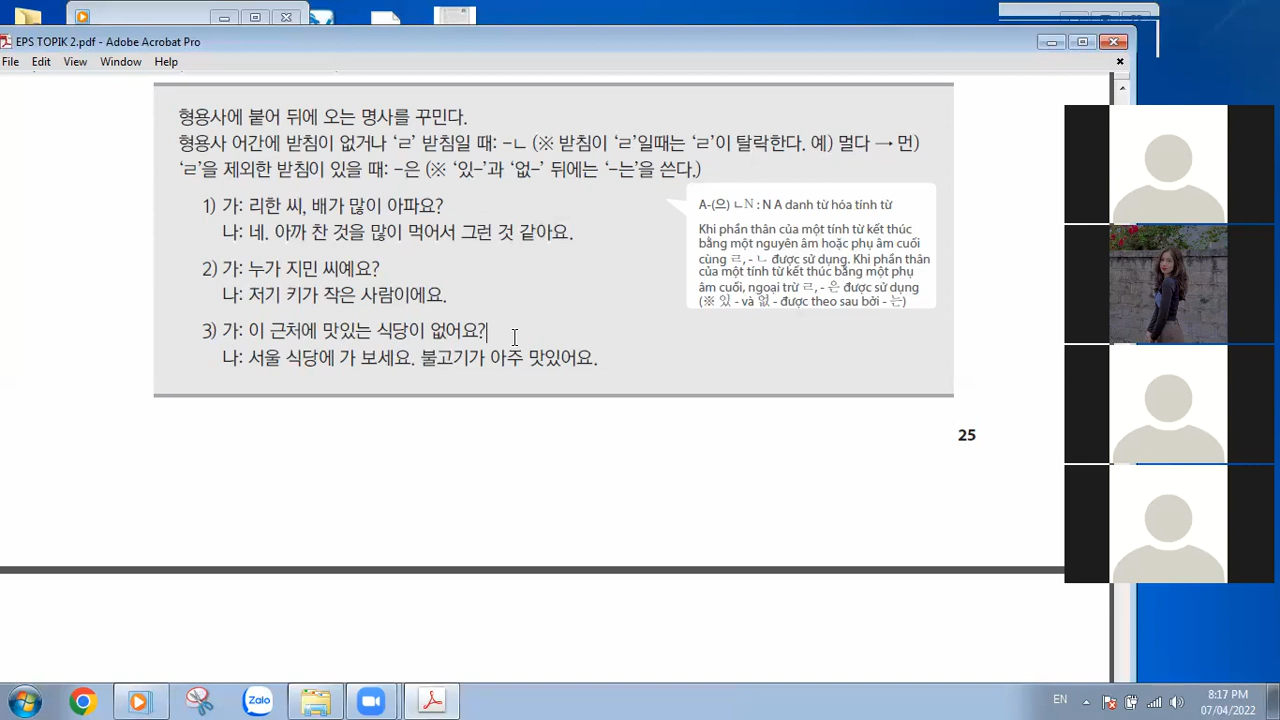 EPS TOPIK 2.pdf - Adobe Acrobat Pro
File Edit View Window Help
형용사에 붙어 뒤에 오는 명사를 꾸민다.
형용사 어간에 받침이 없거나 ‘ㄹ’ 받침일 때: -ㄴ (※ 받침이 ‘ㄹ’일때는 ‘ㄹ’이 탈락한다. 예) 멀다 → 먼)
‘ㄹ’을 제외한 받침이 있을 때: -은 (※ ‘있-’과 ‘없-’ 뒤에는 ‘-는’을 쓴다.)
1) 가: 리한 씨, 배가 많이 아파요?
나: 네. 아까 찬 것을 많이 먹어서 그런 것 같아요.
2) 가: 누가 지민 씨예요?
나: 저기 키가 작은 사람이에요.
3) 가: 이 근처에 맛있는 식당이 없어요?
나: 서울 식당에 가 보세요. 불고기가 아주 맛있어요.
A-(으) ㄴN : N A danh từ hóa tính từ
Khi phần thân của một tính từ kết thúc
bằng một nguyên âm hoặc phụ âm cuối
cùng ㄹ, - ㄴ được sử dụng. Khi phần thân
của một tính từ kết thúc bằng một phụ
âm cuối, ngoại trừ ㄹ, - 은 được sử dụng
(※ 있 - và 없 - được theo sau bởi - 는)
25
Zalo
EN
8:17 PM
07/04/2022